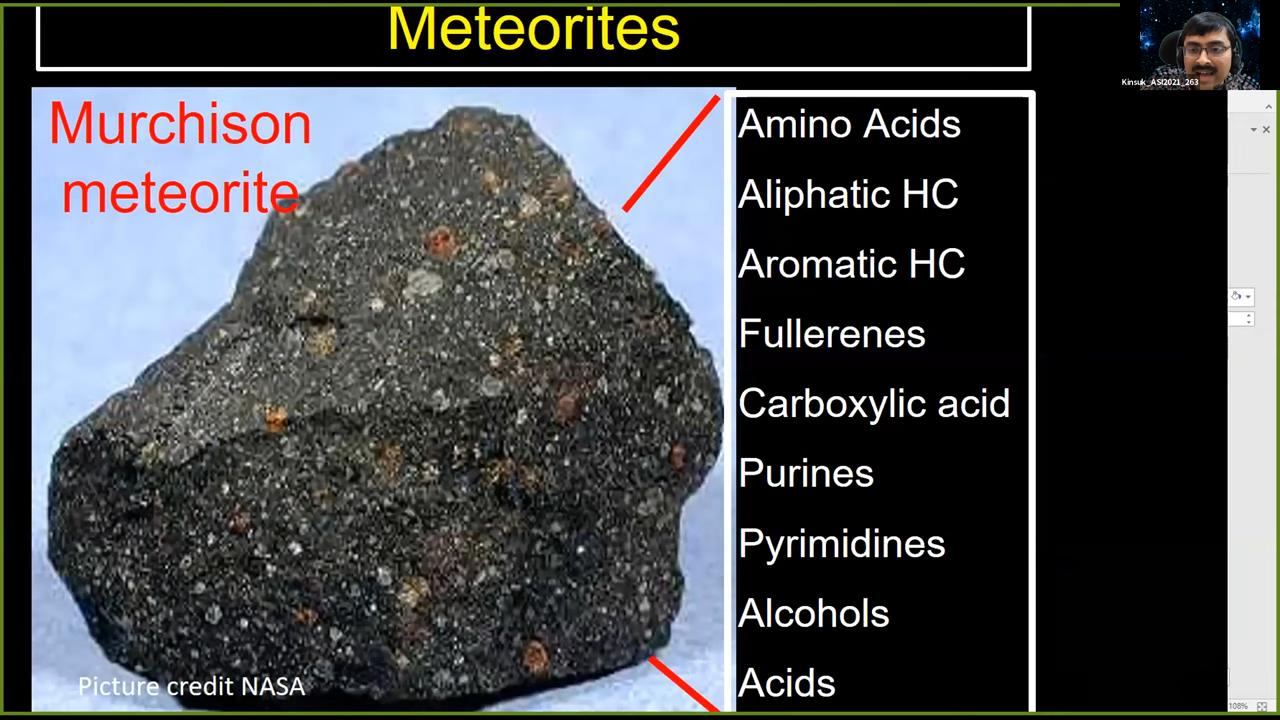 Meteorites
Kinsuk_ASI2021_263
Murchison
meteorite
Amino Acids
Aliphatic HC
Aromatic HC
Fullerenes
Carboxylic acid
Purines
Pyrimidines
Alcohols
Acids
Picture credit NASA
108%